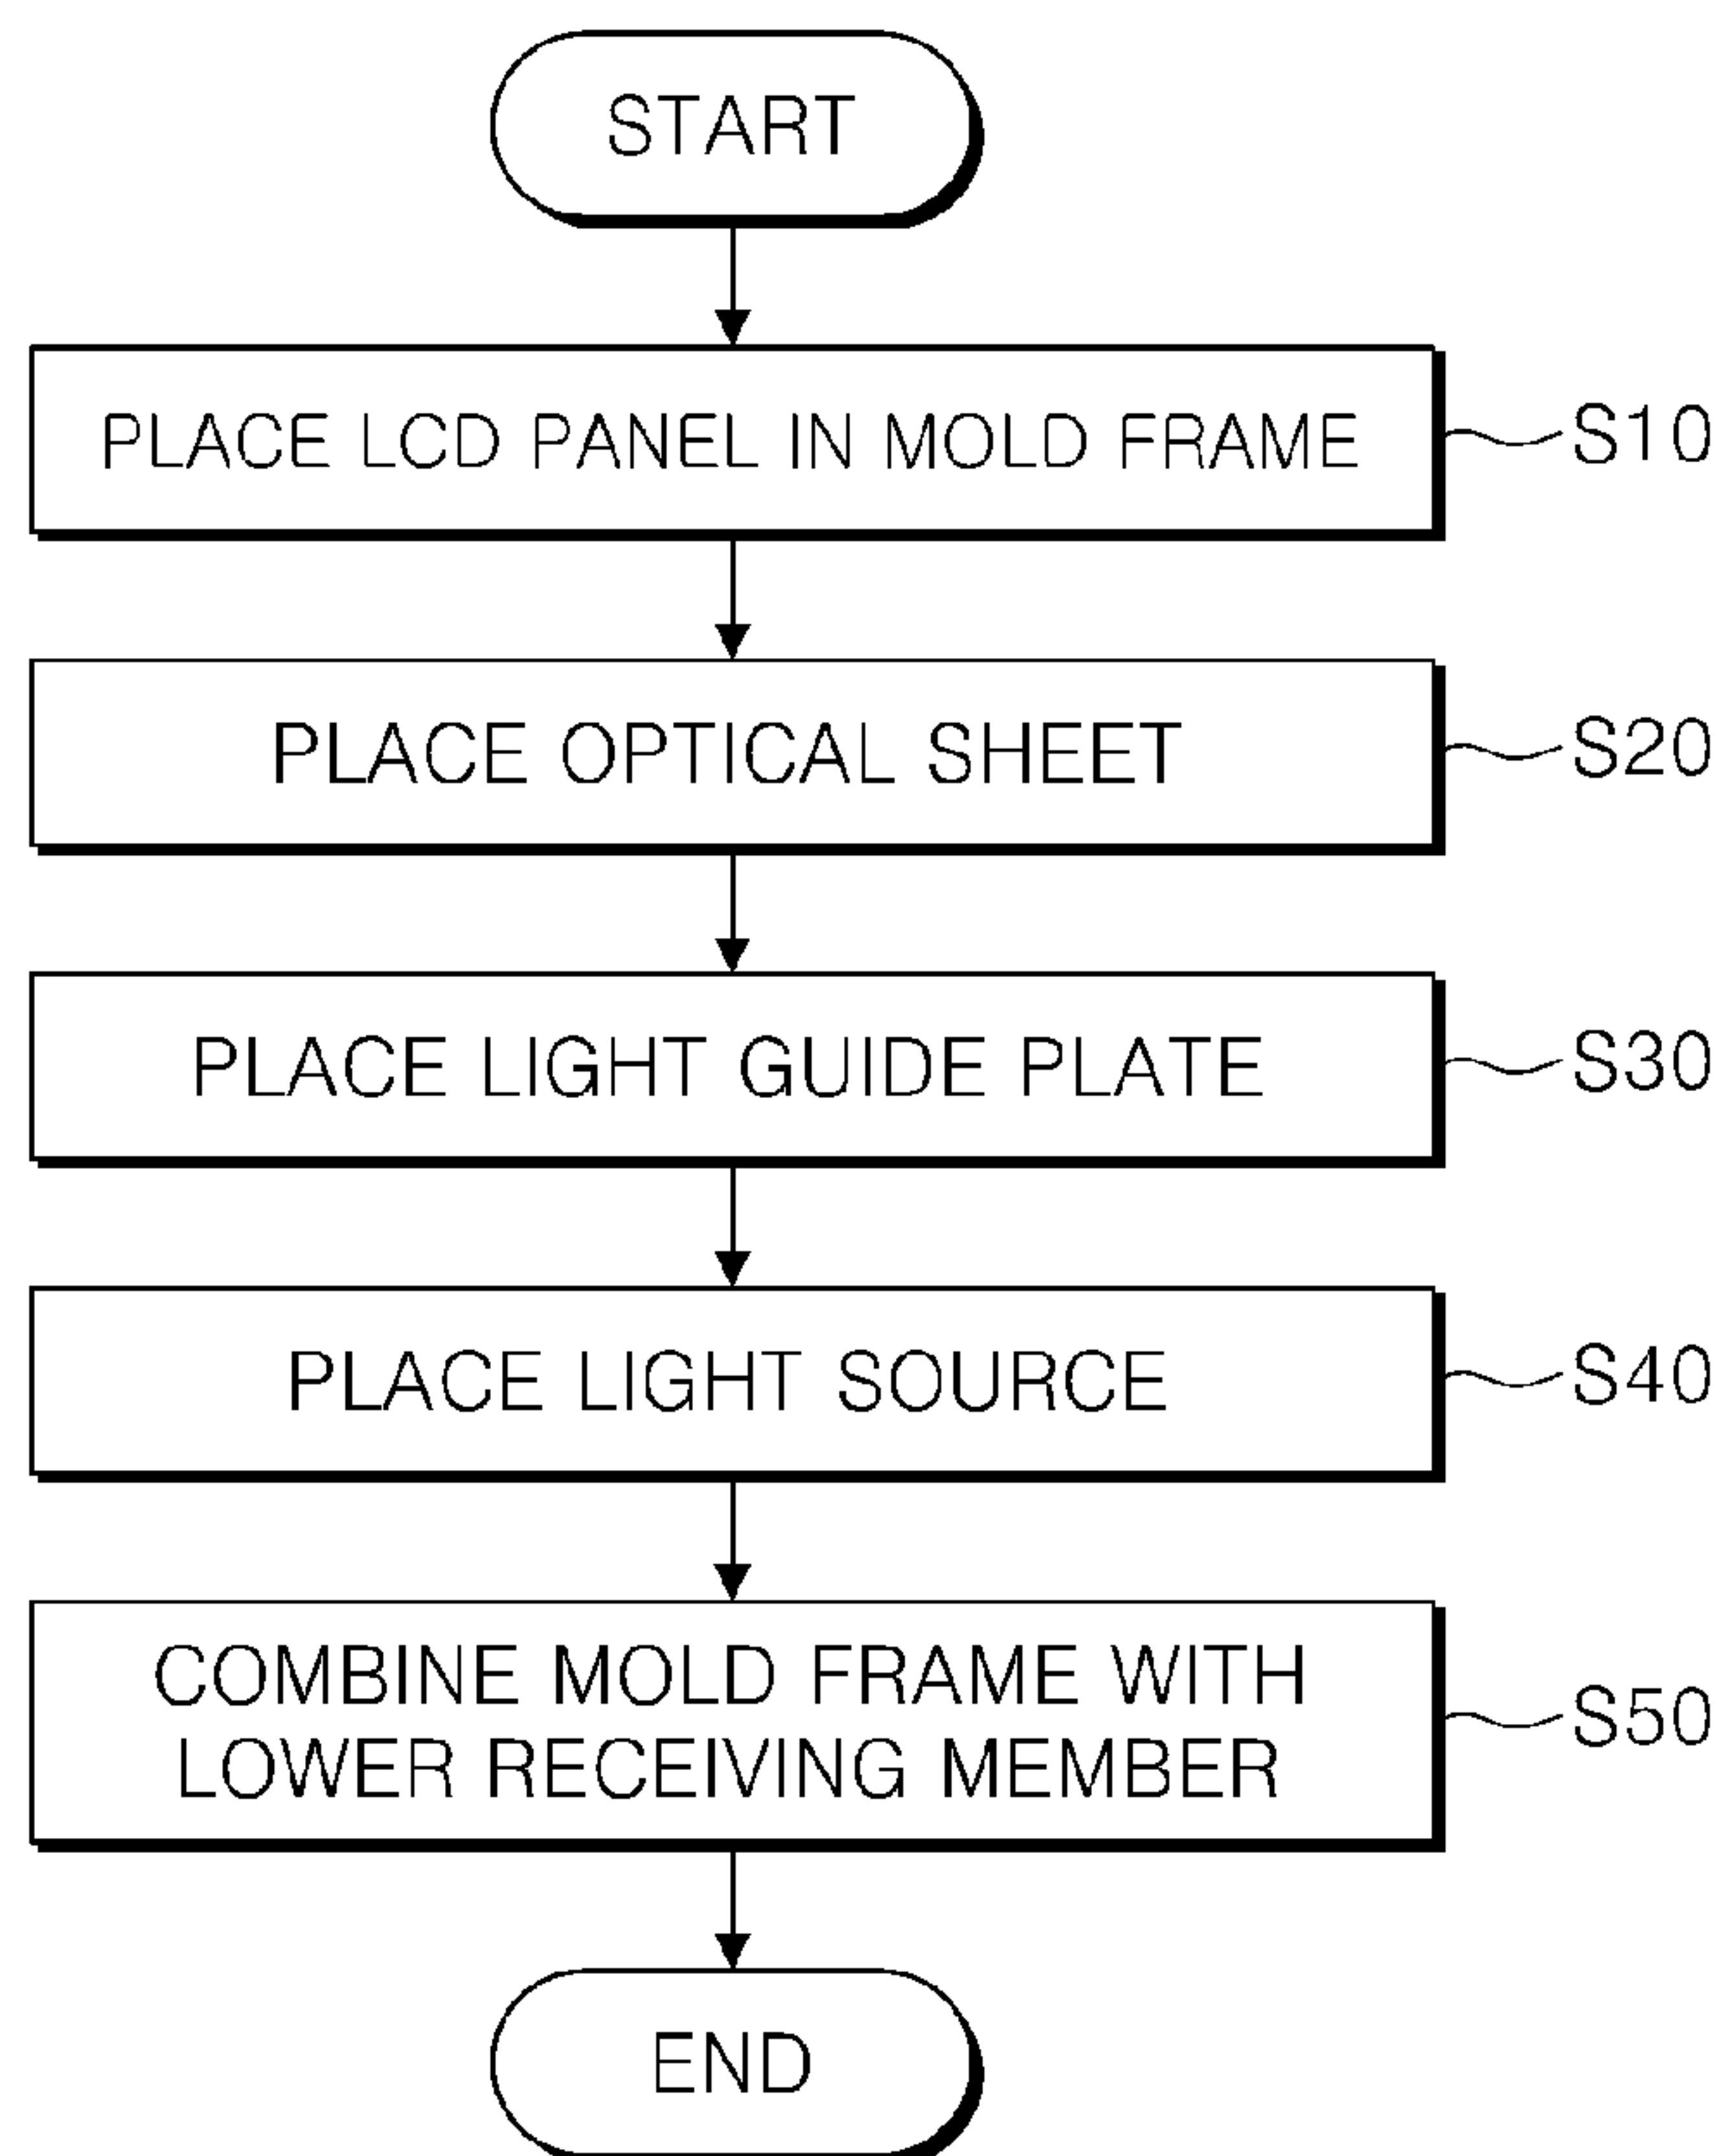 START
PLACE LCD PANEL IN MOLD FRAME
S10
PLACE OPTICAL SHEET
S20
PLACE LIGHT GUIDE PLATE
S30
PLACE LIGHT SOURCE
S40
COMBINE MOLD FRAME WITH
LOWER RECEIVING MEMBER
S50
END